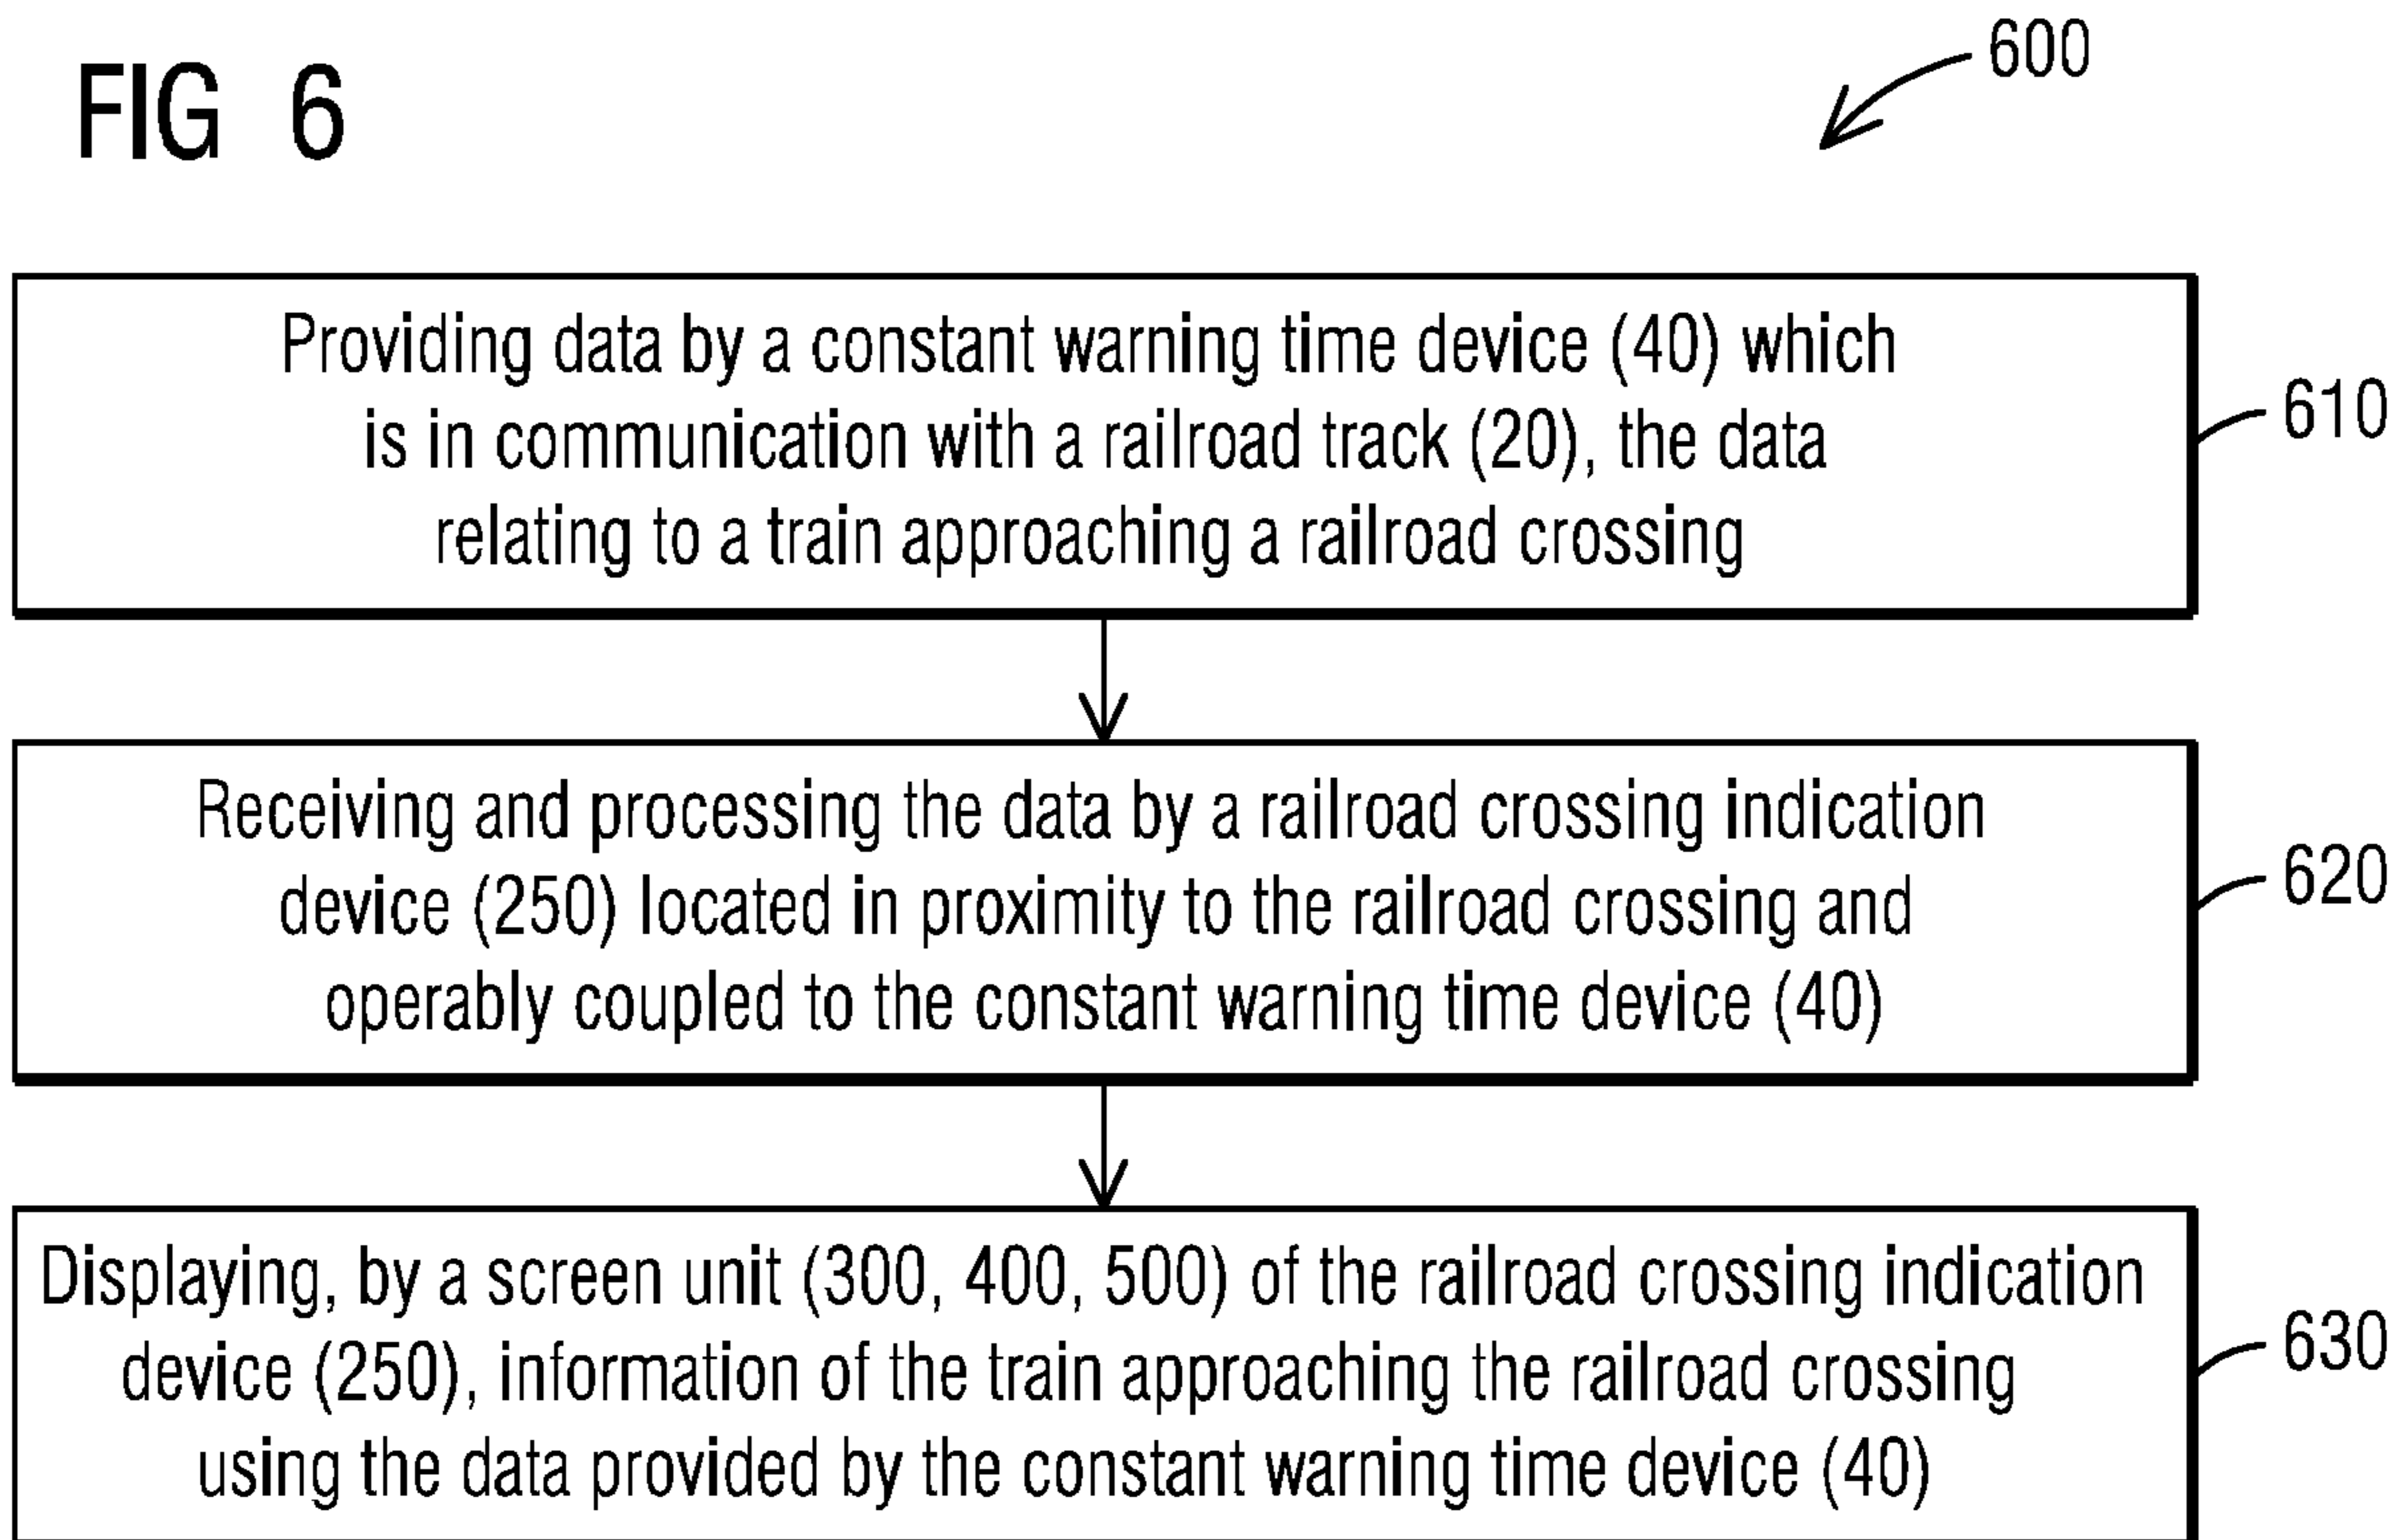 FIG 6
600
Providing data by a constant warning time device (40) which
is in communication with a railroad track (20), the data
relating to a train approaching a railroad crossing
610
Receiving and processing the data by a railroad crossing indication
device (250) located in proximity to the railroad crossing and
operably coupled to the constant warning time device (40)
620
Displaying, by a screen unit (300, 400, 500) of the railroad crossing indication
device (250), information of the train approaching the railroad crossing
using the data provided by the constant warning time device (40)
630